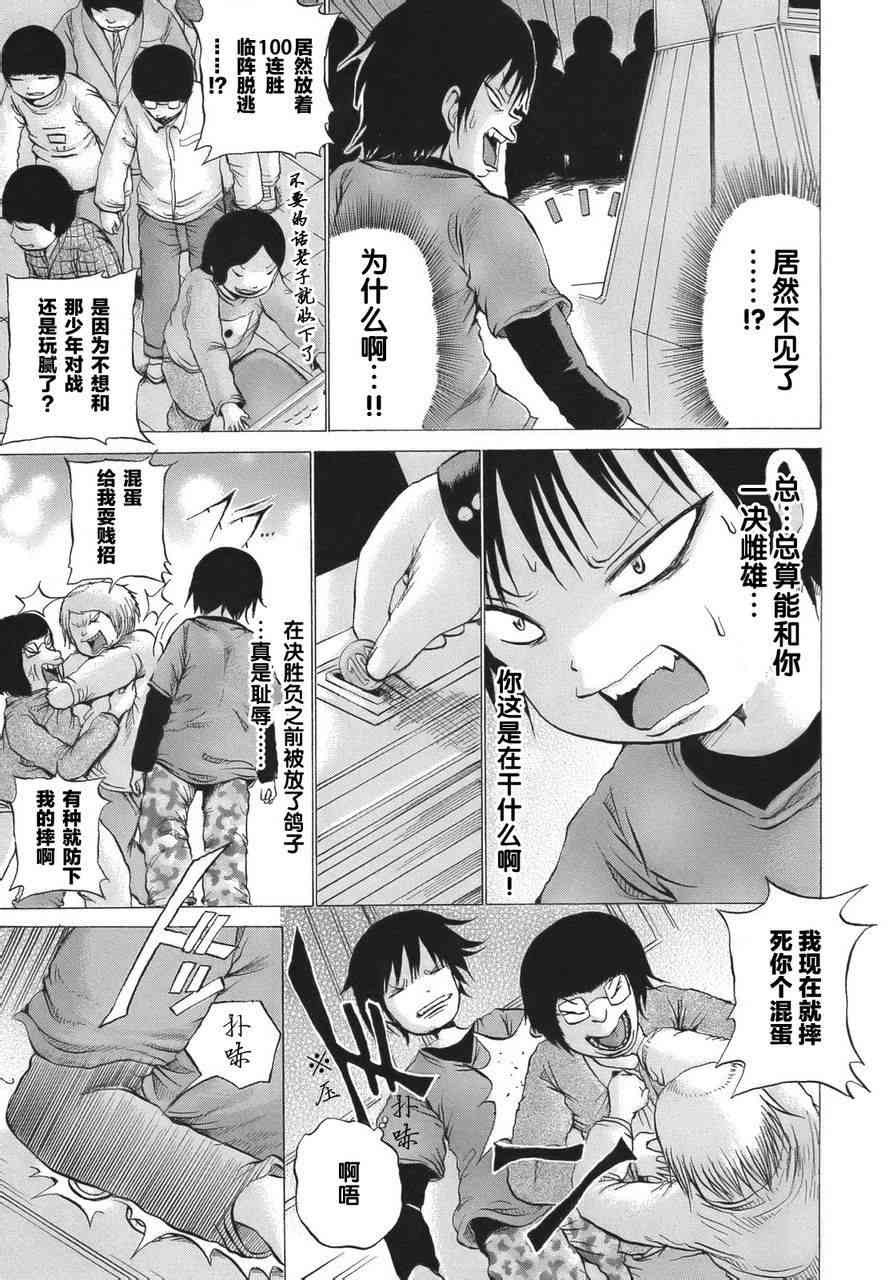 居然不见了
……!?
为什么啊…!!
居然放着
100连胜
临阵脱逃
……!?
不要的话老子就收下了
是因为不想和
那少年对战
还是玩腻了？
总…总算能和你
一决雌雄…
你这是在干什么啊！
在决胜负之前被放了鸽子
…真是耻辱……
混蛋
给我耍贱招
有种就防下
我的摔啊
我现在就摔
死你个混蛋
※压
扑哧
啊唔
扑哧